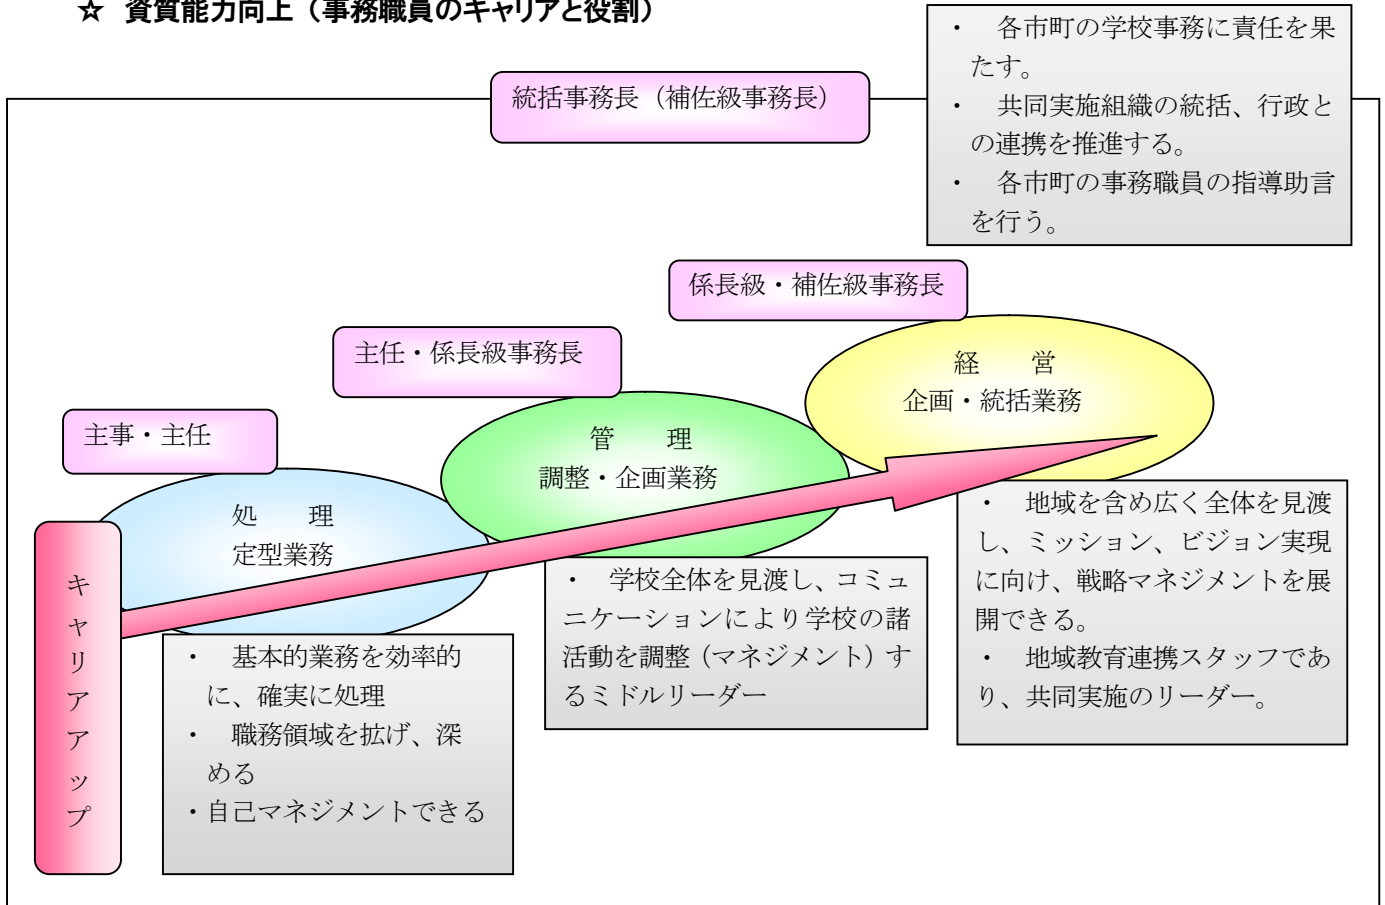 ☆ 資質能力向上（事務職員のキャリアと役割）
統括事務長（補佐級事務長）
・　各市町の学校事務に責任を果
たす。
・　共同実施組織の統括、行政と
の連携を推進する。
・　各市町の事務職員の指導助言
を行う。
係長級・補佐級事務長
経　　営
企画・統括業務
・　地域を含め広く全体を見渡
し、ミッション、ビジョン実現
に向け、戦略マネジメントを展
開できる。
・　地域教育連携スタッフであ
り、共同実施のリーダー。
主任・係長級事務長
管　　理
調整・企画業務
・　学校全体を見渡し、コミュ
ニケーションにより学校の諸
活動を調整（マネジメント）す
るミドルリーダー
主事・主任
処　　理
定型業務
・　基本的業務を効率的
に、確実に処理
・　職務領域を拡げ、深
める
・自己マネジメントできる
キャリアアップ